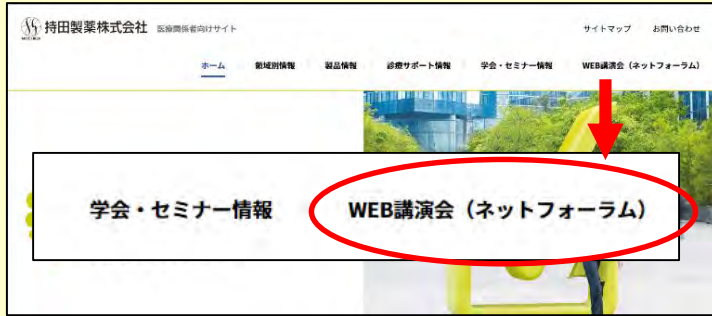 持田製薬株式会社 医療関係者向けサイト
サイトマップ お問い合わせ
ホーム 領域別情報 製品情報 診療サポート情報 学会・セミナー情報 WEB講演会（ネットフォーラム）
学会・セミナー情報 WEB講演会（ネットフォーラム）